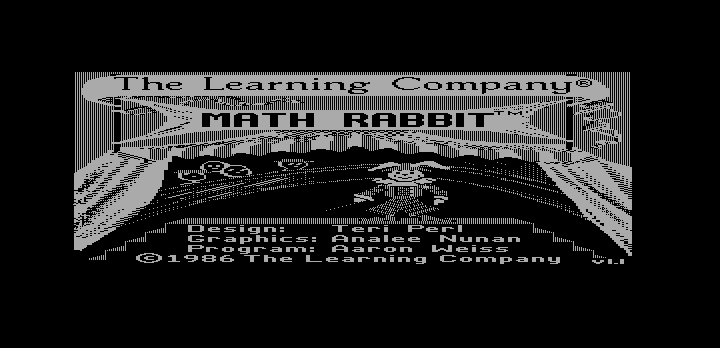 The Learning Company®
MATH RABBIT™
Design: Teri Perl
Graphics: Analee Nunan
Program: Aaron Weiss
©1986 The Learning Company
V1.1